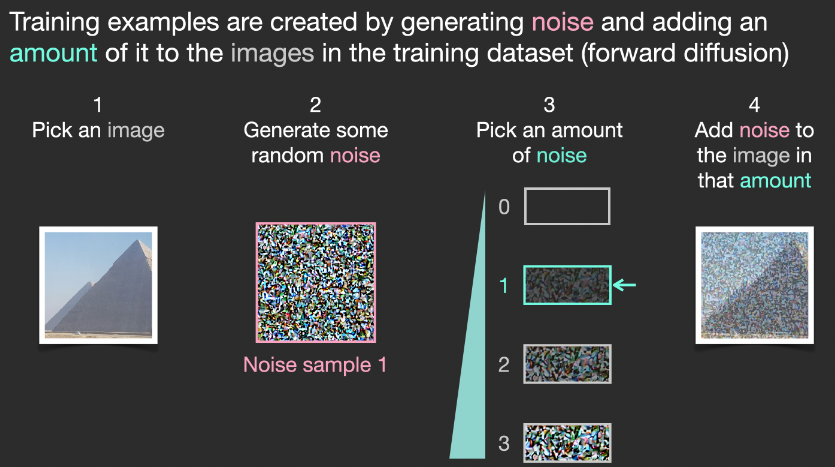 Training examples are created by generating noise and adding an
amount of it to the images in the training dataset (forward diffusion)
1
Pick an image
2
Generate some
random noise
Noise sample 1
3
Pick an amount
of noise
0
1
2
3
4
Add noise to
the image in
that amount